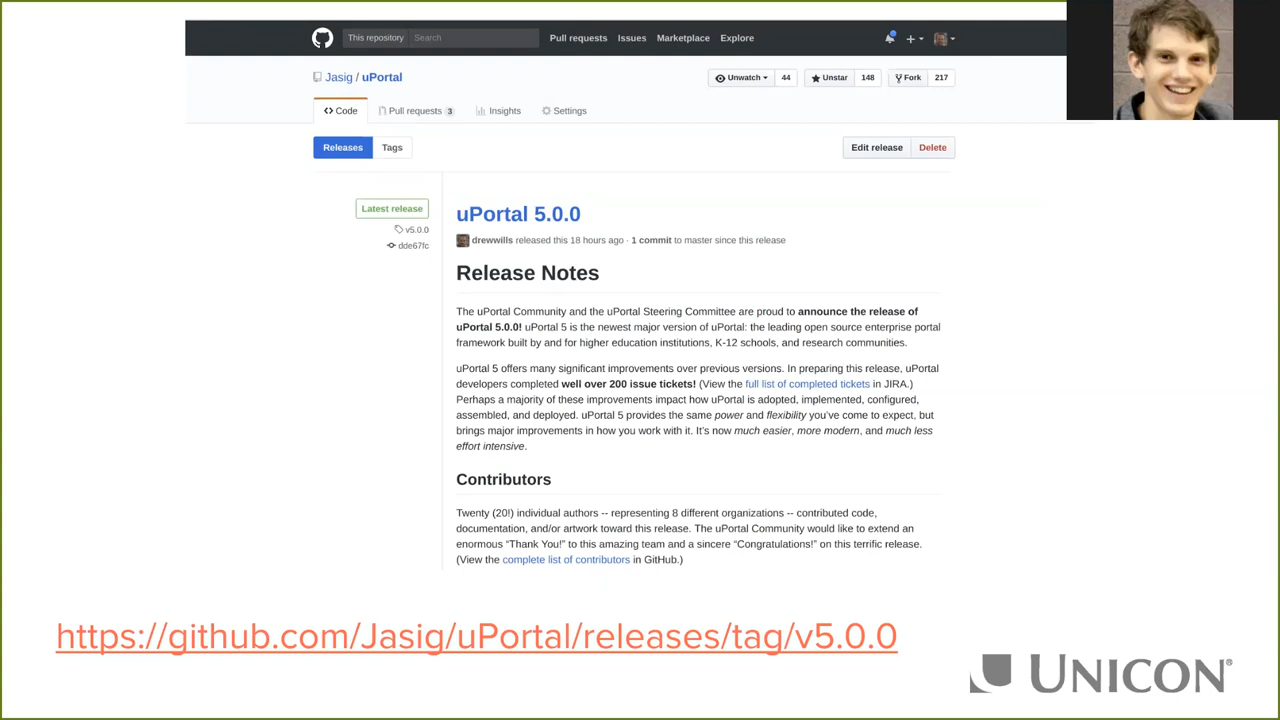 This repository Search Pull requests Issues Marketplace Explore
Jasig / uPortal Unwatch 44 Unstar 148 Fork 217
Code Pull requests 3 Insights Settings
Releases Tags Edit release Delete
Latest release
v5.0.0
dde67fc
uPortal 5.0.0
drewwills released this 18 hours ago · 1 commit to master since this release
Release Notes
The uPortal Community and the uPortal Steering Committee are proud to announce the release of
uPortal 5.0.0! uPortal 5 is the newest major version of uPortal: the leading open source enterprise portal
framework built by and for higher education institutions, K-12 schools, and research communities.
uPortal 5 offers many significant improvements over previous versions. In preparing this release, uPortal
developers completed well over 200 issue tickets! (View the full list of completed tickets in JIRA.)
Perhaps a majority of these improvements impact how uPortal is adopted, implemented, configured,
assembled, and deployed. uPortal 5 provides the same power and flexibility you've come to expect, but
brings major improvements in how you work with it. It's now much easier, more modern, and much less
effort intensive.
Contributors
Twenty (20!) individual authors -- representing 8 different organizations -- contributed code,
documentation, and/or artwork toward this release. The uPortal Community would like to extend an
enormous “Thank You!” to this amazing team and a sincere “Congratulations!” on this terrific release.
(View the complete list of contributors in GitHub.)
https://github.com/Jasig/uPortal/releases/tag/v5.0.0
UNICON®